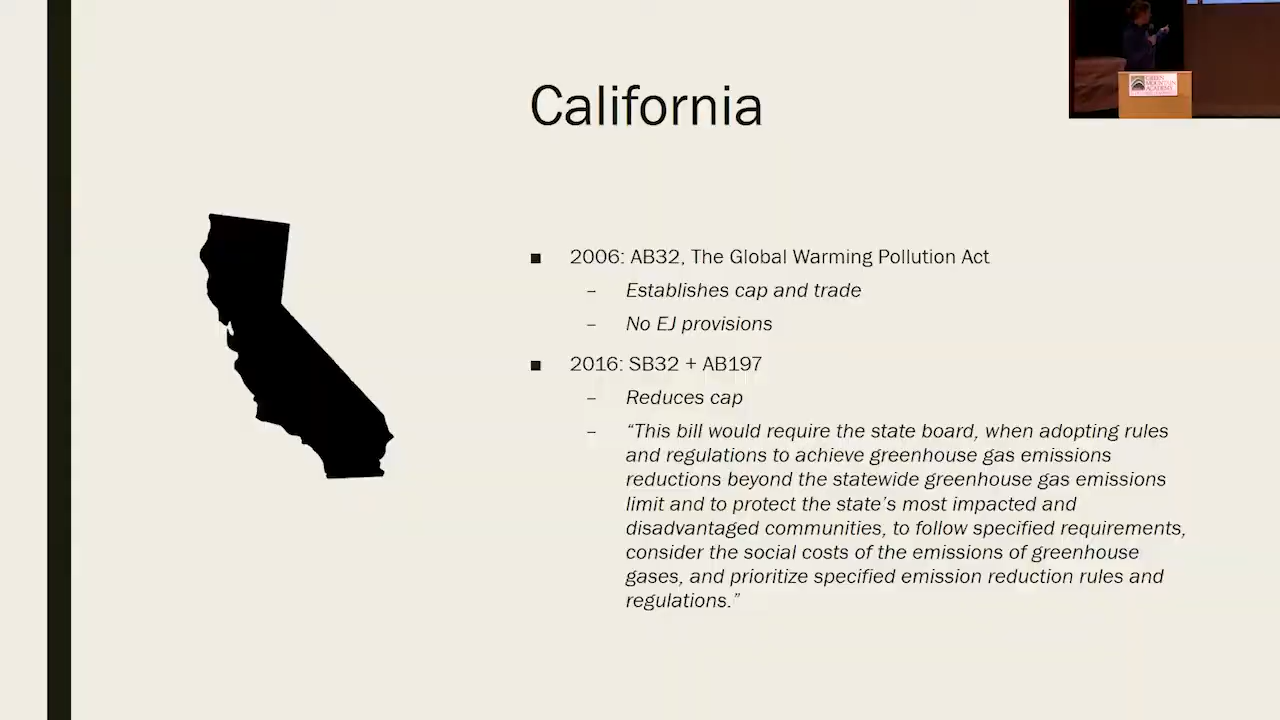 California
GREEN
MOUNTAIN
ACADEMY
■ 2006: AB32, The Global Warming Pollution Act
– Establishes cap and trade
– No EJ provisions
■ 2016: SB32 + AB197
– Reduces cap
– “This bill would require the state board, when adopting rules
and regulations to achieve greenhouse gas emissions
reductions beyond the statewide greenhouse gas emissions
limit and to protect the state’s most impacted and
disadvantaged communities, to follow specified requirements,
consider the social costs of the emissions of greenhouse
gases, and prioritize specified emission reduction rules and
regulations.”